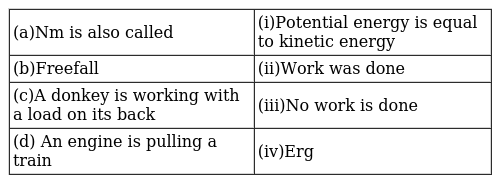 (a)Nm is also called
(i)Potential energy is equal
to kinetic energy
(b)Freefall
(ii)Work was done
(c)A donkey is working with
a load on its back
(iii)No work is done
(d) An engine is pulling a
train
(iv)Erg